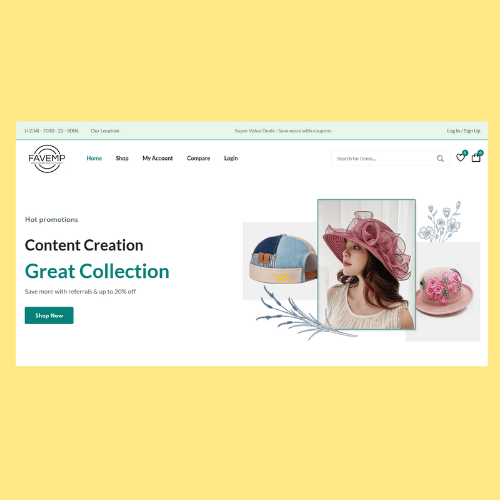 (+234) - 7010 - 22 - 0006
Our Location
Super Value Deals - Save more with coupons
Log In / Sign Up
FAVEMP
Home
Shop
My Account
Compare
Login
Search for items...
0
0
Hot promotions
Content Creation
Great Collection
Save more with referrals & up to 20% off
Shop Now